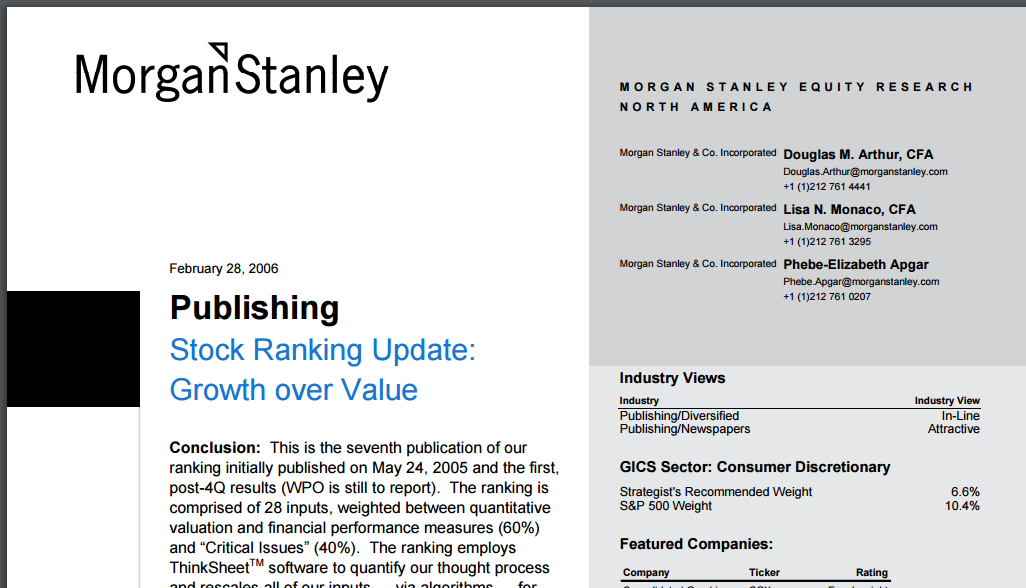 Morgan Stanley
MORGAN STANLEY EQUITY RESEARCH
NORTH AMERICA
Morgan Stanley & Co. Incorporated Douglas M. Arthur, CFA
Douglas.Arthur@morganstanley.com
+1 (1)212 761 4441
Morgan Stanley & Co. Incorporated Lisa N. Monaco, CFA
Lisa.Monaco@morganstanley.com
+1 (1)212 761 3295
Morgan Stanley & Co. Incorporated Phebe-Elizabeth Apgar
Phebe.Apgar@morganstanley.com
+1 (1)212 761 0207
February 28, 2006
Publishing
Stock Ranking Update:
Growth over Value
Conclusion: This is the seventh publication of our
ranking initially published on May 24, 2005 and the first,
post-4Q results (WPO is still to report). The ranking is
comprised of 28 inputs, weighted between quantitative
valuation and financial performance measures (60%)
and “Critical Issues” (40%). The ranking employs
ThinkSheet™ software to quantify our thought process
and rescales all of our inputs via algorithms for
Industry Views
Industry Industry View
Publishing/Diversified In-Line
Publishing/Newspapers Attractive
GICS Sector: Consumer Discretionary
Strategist's Recommended Weight 6.6%
S&P 500 Weight 10.4%
Featured Companies:
Company Ticker Rating